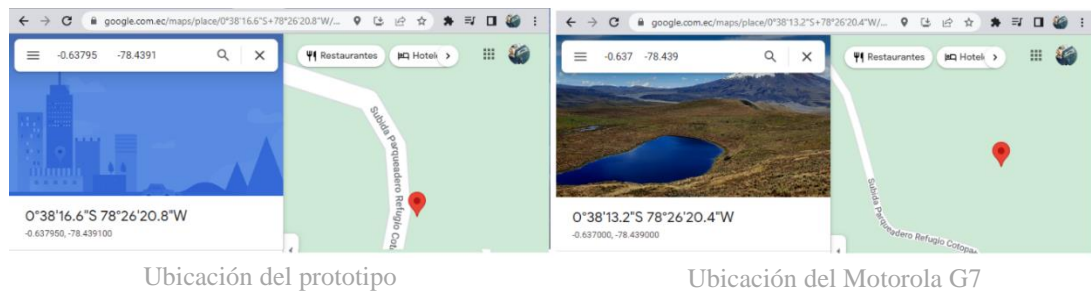 google.com.ec/maps/place/0°38'16.6"S+78°26'20.8"W/...
-0.63795 -78.4391
Restaurantes
Hotele
Subida Parqueadero Refugio Coto
0°38'16.6"S 78°26'20.8"W
-0.637950, -78.439100
Ubicación del prototipo
google.com.ec/maps/place/0°38'13.2"S+78°26'20.4"W/...
-0.637 -78.439
Restaurantes
Hotele
Subida Parqueadero Refugio Cotopa
0°38'13.2"S 78°26'20.4"W
-0.637000, -78.439000
Ubicación del Motorola G7